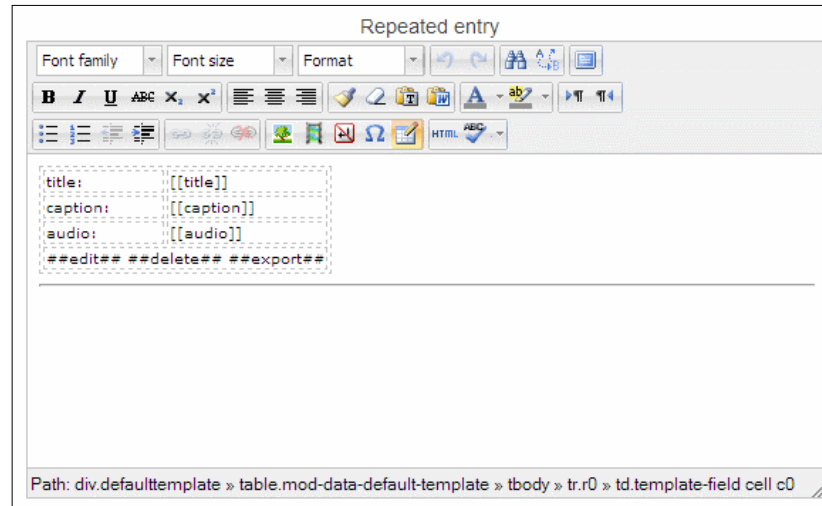 Repeated entry
Font family Font size Format
B I U ABC X₂ x² T W A ab
Ω HTML ABC
title: [[title]]
caption: [[caption]]
audio: [[audio]]
##edit## ##delete## ##export##
Path: div.defaulttemplate » table.mod-data-default-template » tbody » tr.r0 » td.template-field cell c0